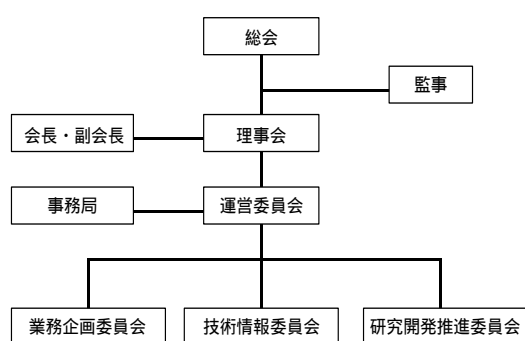 総会
監事
会長・副会長
理事会
事務局
運営委員会
業務企画委員会
技術情報委員会
研究開発推進委員会